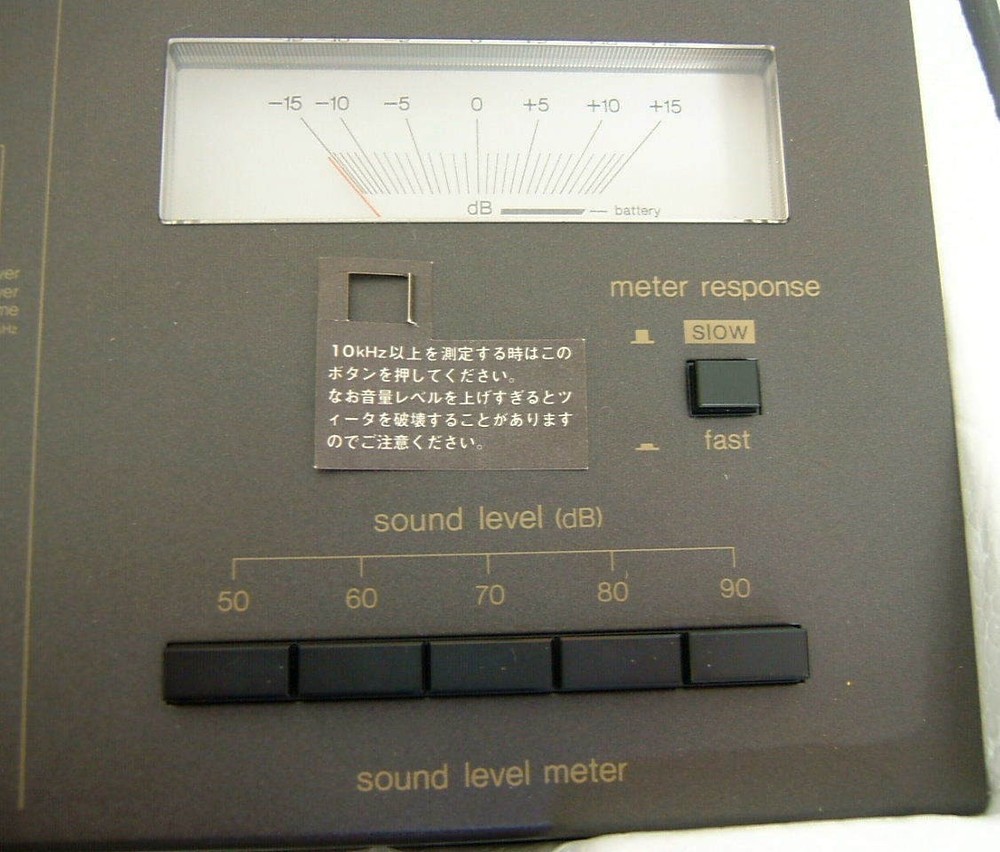 −15 −10 −5 0 +5 +10 +15
dB battery
meter response
slow
fast
10kHz以上を測定する時はこの
ボタンを押してください。
なお音量レベルを上げすぎるとツ
ィータを破壊することがあります
のでご注意ください。
sound level (dB)
50 60 70 80 90
sound level meter